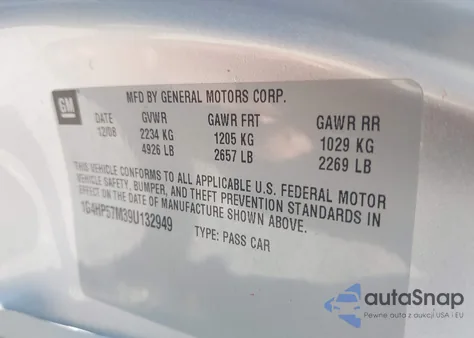 GM
MFD BY GENERAL MOTORS CORP.
DATE GVWR GAWR FRT GAWR RR
12/08 2234 KG 1205 KG 1029 KG
4926 LB 2657 LB 2269 LB
THIS VEHICLE CONFORMS TO ALL APPLICABLE U.S. FEDERAL MOTOR
VEHICLE SAFETY, BUMPER, AND THEFT PREVENTION STANDARDS IN
EFFECT ON THE DATE OF MANUFACTURE SHOWN ABOVE.
1G4HP57M39U132949
TYPE: PASS CAR
autoSnap
Pewne auta z aukcji USA i EU